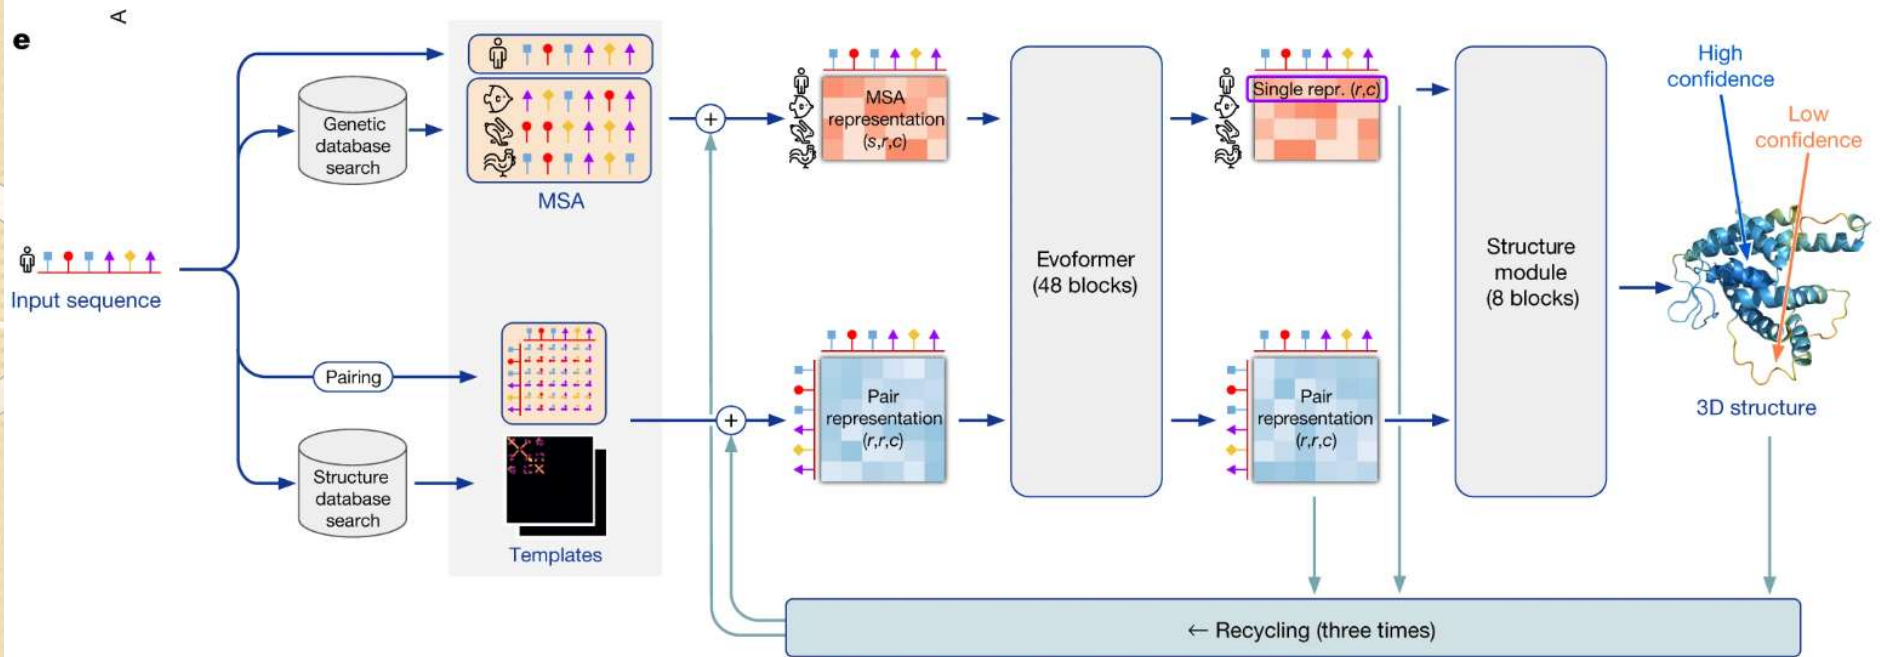 A
e
Input sequence
Genetic
database
search
Pairing
Structure
database
search
MSA
Templates
+
+
MSA
representation
(s,r,c)
Pair
representation
(r,r,c)
Evoformer
(48 blocks)
Single repr. (r,c)
Pair
representation
(r,r,c)
Structure
module
(8 blocks)
High
confidence
Low
confidence
3D structure
← Recycling (three times)